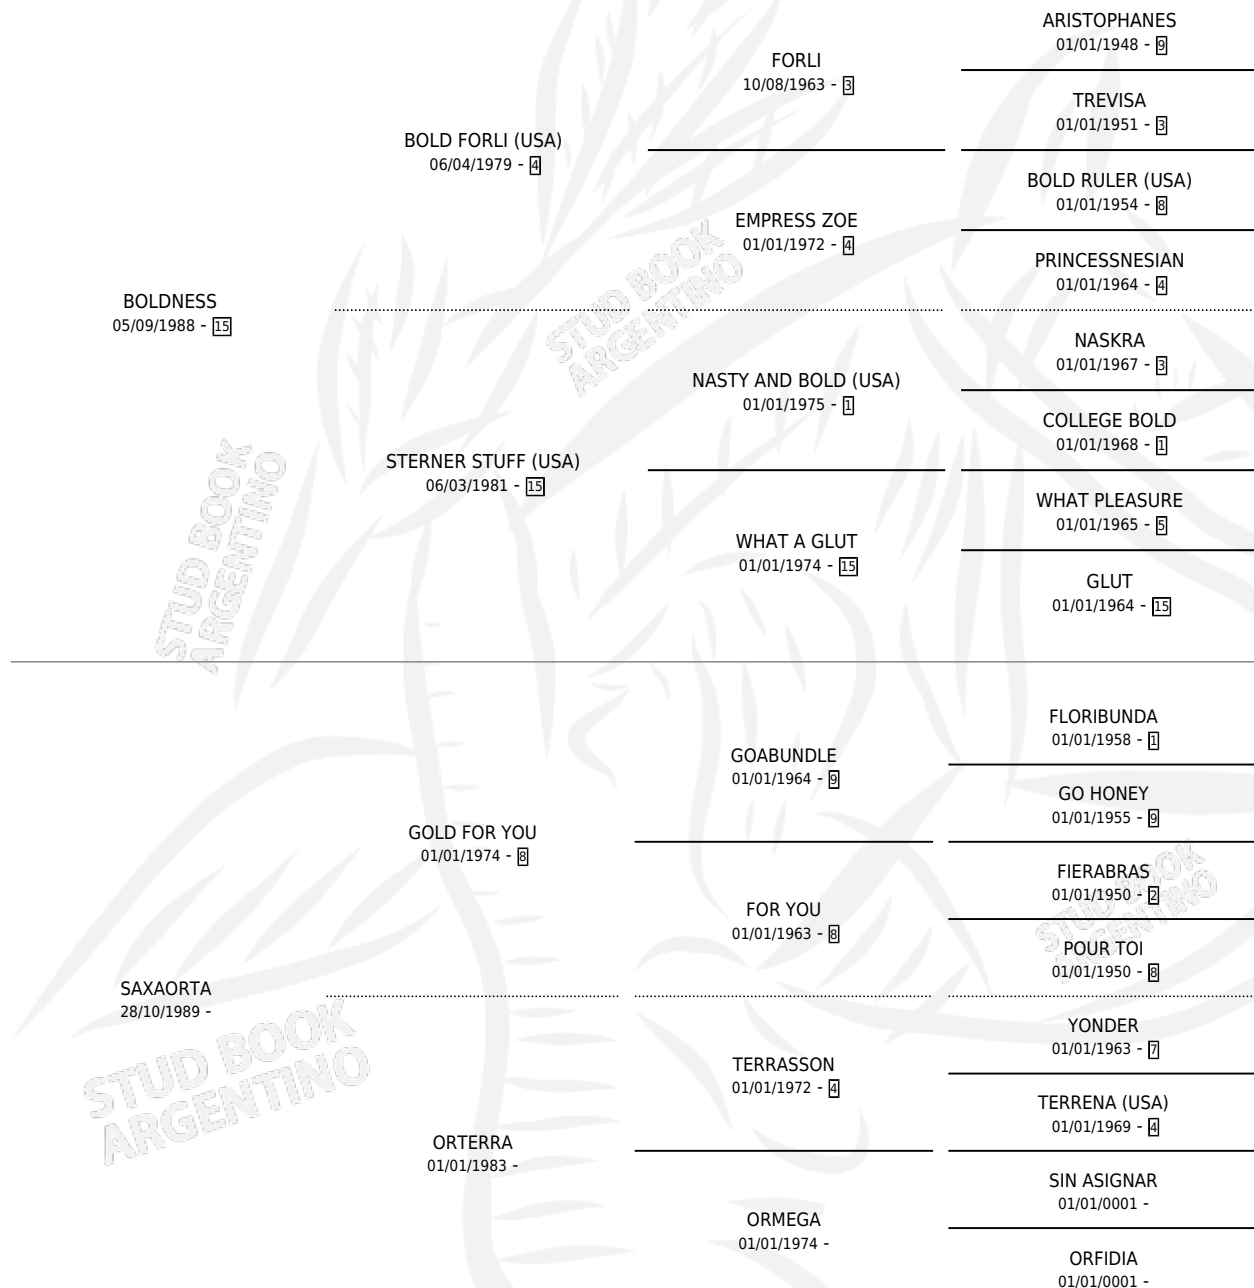 ARISTOPHANES
01/01/1948 - 9
FORLI
10/08/1963 - 3
TREVISA
01/01/1951 - 3
BOLD FORLI (USA)
06/04/1979 - 4
BOLD RULER (USA)
01/01/1954 - 8
EMPRESS ZOE
01/01/1972 - 4
PRINCESSNESIAN
01/01/1964 - 4
BOLDNESS
05/09/1988 - 15
NASKRA
01/01/1967 - 3
NASTY AND BOLD (USA)
01/01/1975 - 1
COLLEGE BOLD
01/01/1968 - 1
STERNER STUFF (USA)
06/03/1981 - 15
WHAT PLEASURE
01/01/1965 - 5
WHAT A GLUT
01/01/1974 - 15
GLUT
01/01/1964 - 15
FLORIBUNDA
01/01/1958 - 1
GOABUNDLE
01/01/1964 - 9
GO HONEY
01/01/1955 - 9
GOLD FOR YOU
01/01/1974 - 8
FIERABRAS
01/01/1950 - 2
FOR YOU
01/01/1963 - 8
POUR TOI
01/01/1950 - 8
SAXAORTA
28/10/1989 -
YONDER
01/01/1963 - 7
TERRASSON
01/01/1972 - 4
TERRENA (USA)
01/01/1969 - 4
ORTERRA
01/01/1983 -
SIN ASIGNAR
01/01/0001 -
ORMEGA
01/01/1974 -
ORFIDIA
01/01/0001 -
STUD BOOK
ARGENTINO
STUD BOOK
ARGENTINO
STUD BOOK
ARGENTINO
STUD BOOK
ARGENTINO